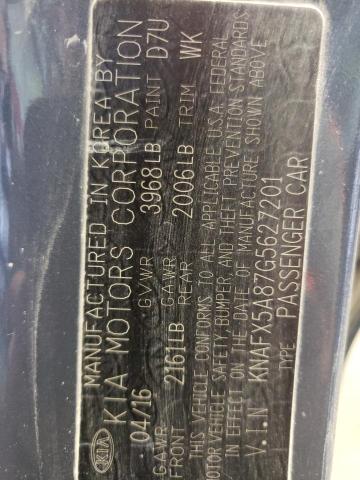 KIA MANUFACTURED IN KOREA BY
KIA MOTORS CORPORATION
04/16 GVWR 3968LB PAINT D7U
GAWR FRONT 2161LB GAWR REAR 2006LB TRIM WK
THIS VEHICLE CONFORMS TO ALL APPLICABLE U.S.A. FEDERAL
MOTOR VEHICLE SAFETY,BUMPER, AND THEFT PREVENTION STANDARDS
IN EFFECT ON THE DATE OF MANUFACTURE SHOWN ABOVE
V.I.N KNAFX5A87G5627201
TYPE PASSENGER CAR